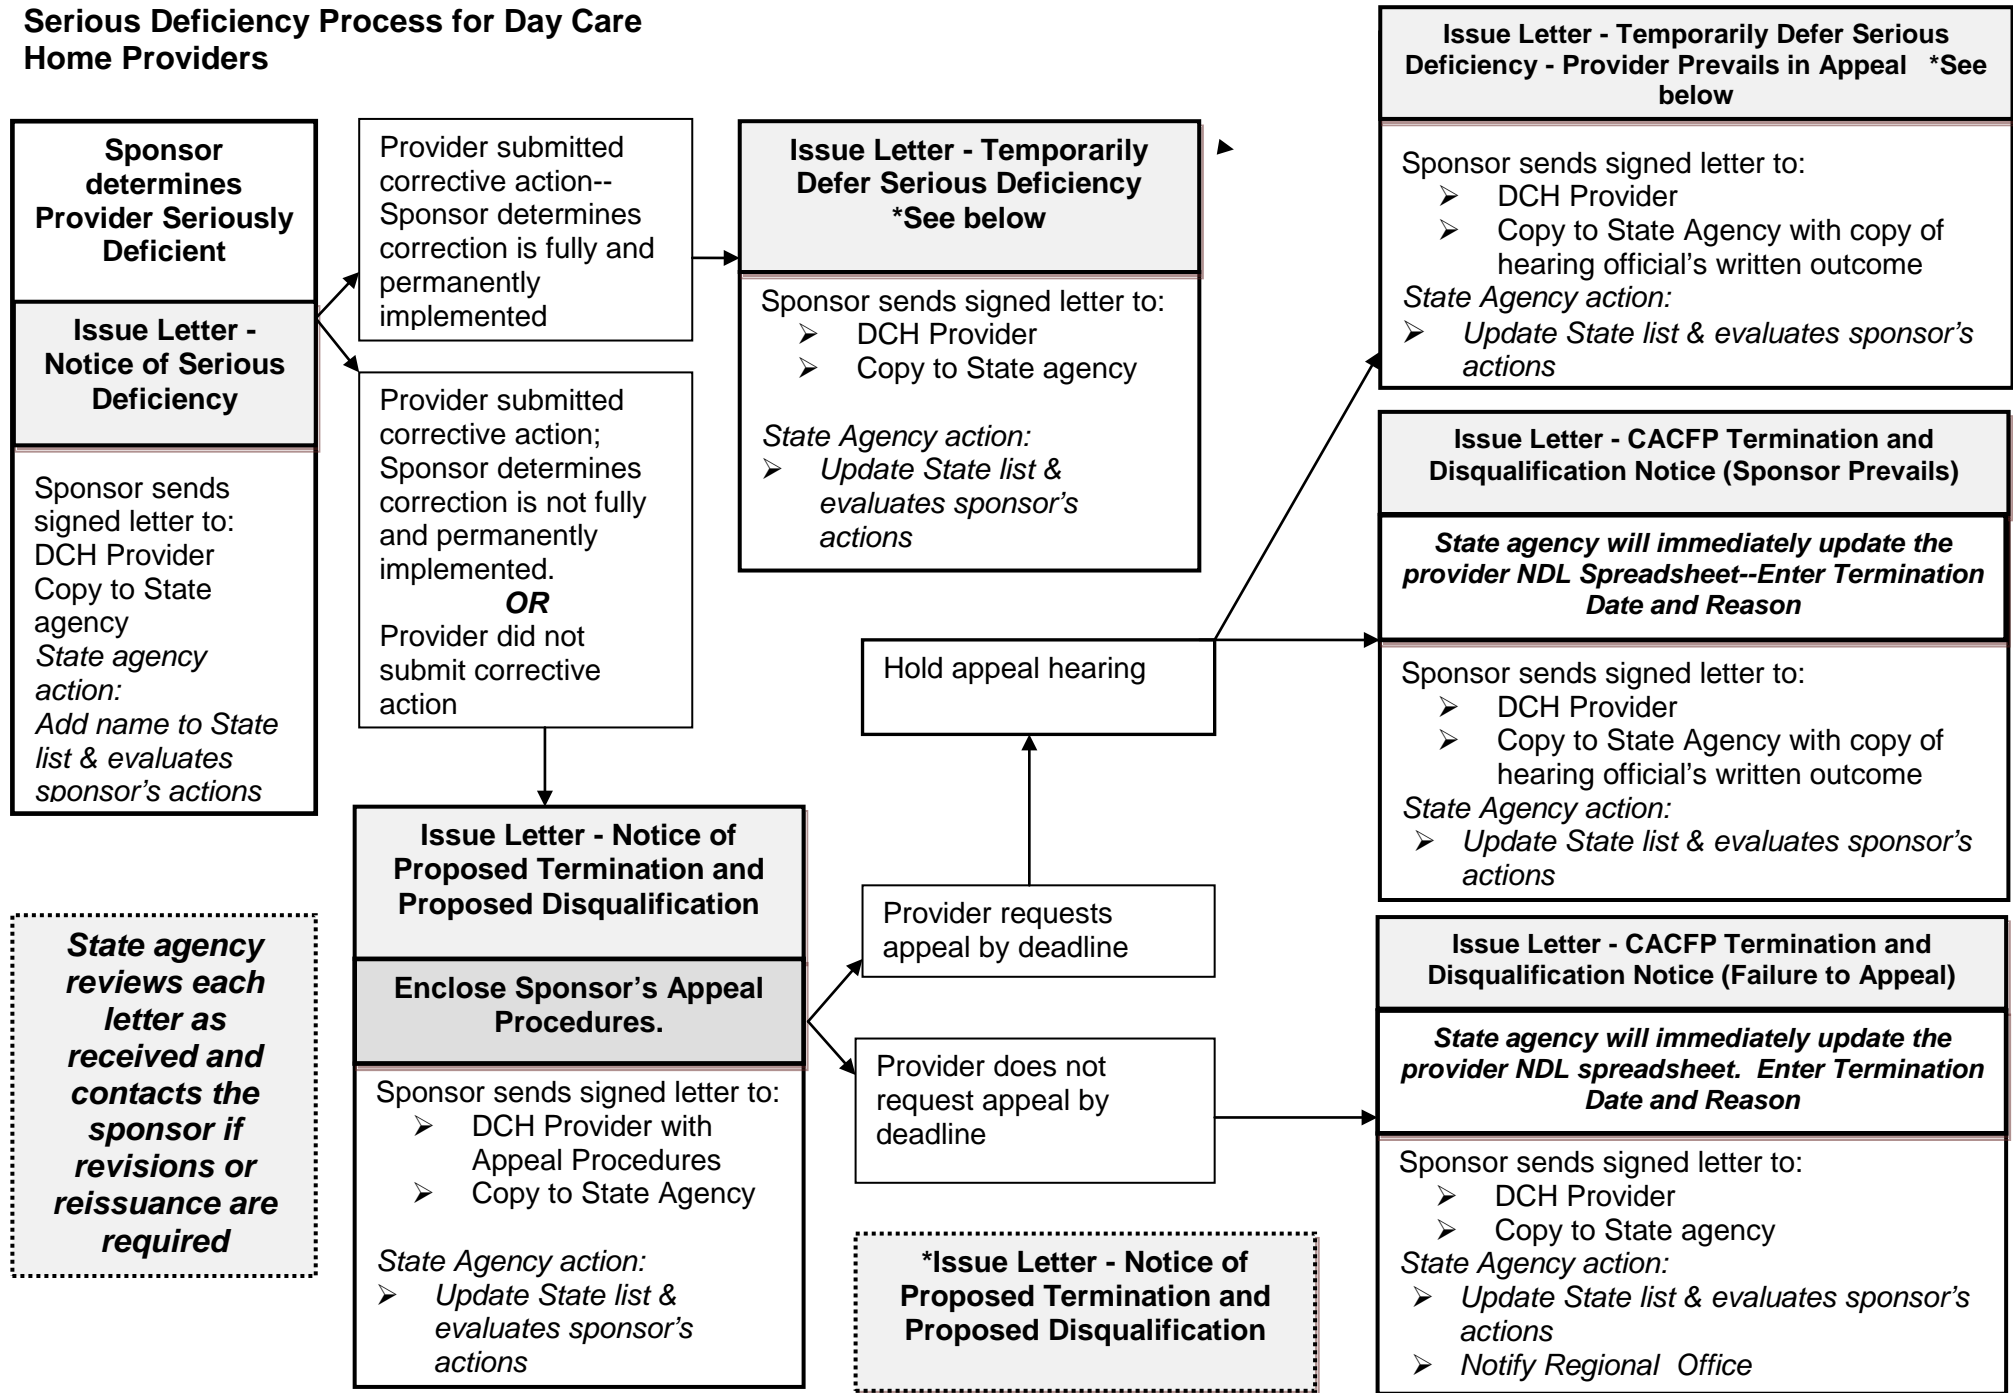 Serious Deficiency Process for Day Care
Home Providers
Sponsor
determines
Provider Seriously
Deficient
Issue Letter -
Notice of Serious
Deficiency
Sponsor sends
signed letter to:
DCH Provider
Copy to State
agency
State agency
action:
Add name to State
list & evaluates
sponsor's actions
State agency
reviews each
letter as
received and
contacts the
sponsor if
revisions or
reissuance are
required
Provider submitted
corrective action--
Sponsor determines
correction is fully and
permanently
implemented
Provider submitted
corrective action;
Sponsor determines
correction is not fully
and permanently
implemented.
OR
Provider did not
submit corrective
action
Issue Letter - Notice of
Proposed Termination and
Proposed Disqualification
Enclose Sponsor's Appeal
Procedures.
Sponsor sends signed letter to:
➢ DCH Provider with
Appeal Procedures
➢ Copy to State Agency
State Agency action:
➢ Update State list &
evaluates sponsor's
actions
Issue Letter - Temporarily
Defer Serious Deficiency
*See below
Sponsor sends signed letter to:
➢ DCH Provider
➢ Copy to State agency
State Agency action:
➢ Update State list &
evaluates sponsor's
actions
Hold appeal hearing
Provider requests
appeal by deadline
Provider does not
request appeal by
deadline
*Issue Letter - Notice of
Proposed Termination and
Proposed Disqualification
Issue Letter - Temporarily Defer Serious
Deficiency - Provider Prevails in Appeal *See
below
Sponsor sends signed letter to:
➢ DCH Provider
➢ Copy to State Agency with copy of
hearing official's written outcome
State Agency action:
➢ Update State list & evaluates sponsor's
actions
Issue Letter - CACFP Termination and
Disqualification Notice (Sponsor Prevails)
State agency will immediately update the
provider NDL Spreadsheet--Enter Termination
Date and Reason
Sponsor sends signed letter to:
➢ DCH Provider
➢ Copy to State Agency with copy of
hearing official's written outcome
State Agency action:
➢ Update State list & evaluates sponsor's
actions
Issue Letter - CACFP Termination and
Disqualification Notice (Failure to Appeal)
State agency will immediately update the
provider NDL spreadsheet. Enter Termination
Date and Reason
Sponsor sends signed letter to:
➢ DCH Provider
➢ Copy to State agency
State Agency action:
➢ Update State list & evaluates sponsor's
actions
➢ Notify Regional Office